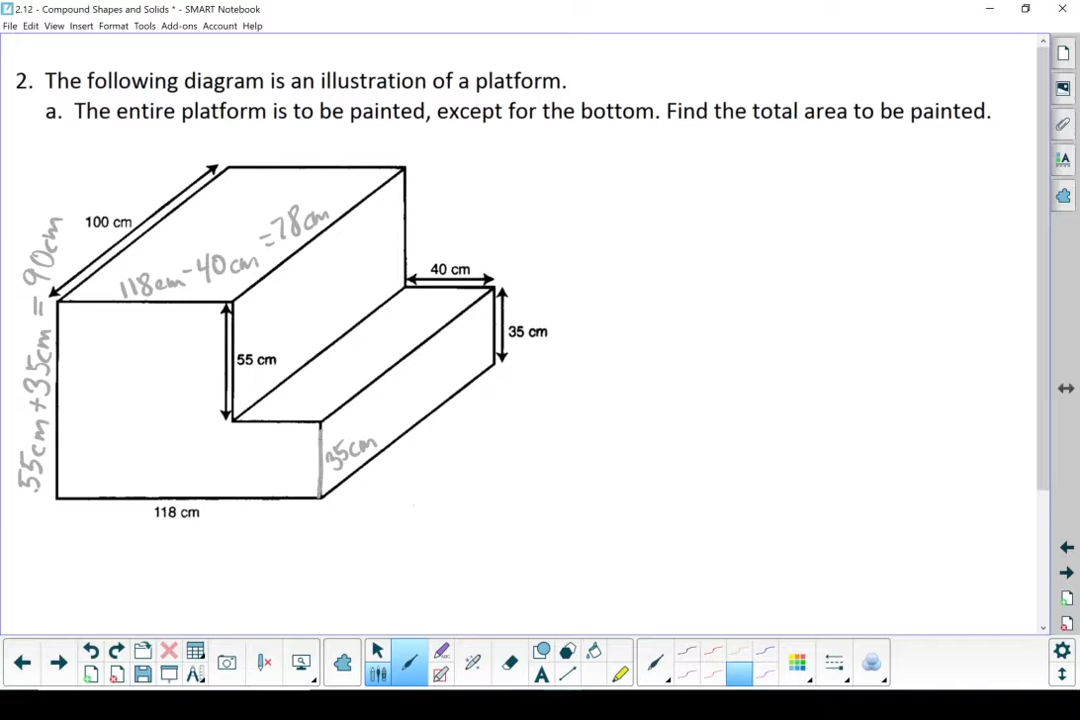 2.12 - Compound Shapes and Solids * - SMART Notebook
File Edit View Insert Format Tools Add-ons Account Help
2. The following diagram is an illustration of a platform.
a. The entire platform is to be painted, except for the bottom. Find the total area to be painted.
100 cm
118cm - 40cm = 78cm
55cm + 35cm = 90cm
40 cm
35 cm
55 cm
35cm
118 cm
A
A